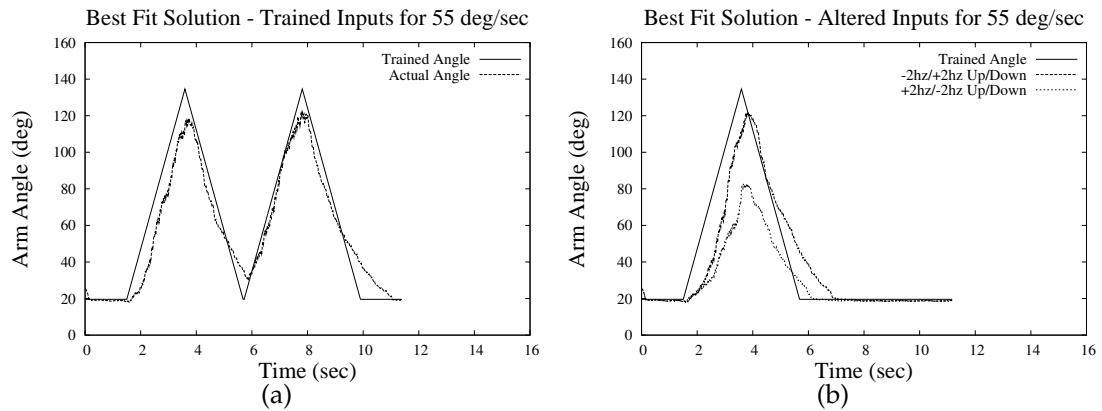 Best Fit Solution - Trained Inputs for 55 deg/sec
160
140
120
100
80
60
40
20
0
Arm Angle (deg)
Trained Angle
Actual Angle
0 2 4 6 8 10 12 14 16
Time (sec)
(a)
Best Fit Solution - Altered Inputs for 55 deg/sec
160
140
120
100
80
60
40
20
0
Arm Angle (deg)
Trained Angle
-2hz/+2hz Up/Down
+2hz/-2hz Up/Down
0 2 4 6 8 10 12 14 16
Time (sec)
(b)